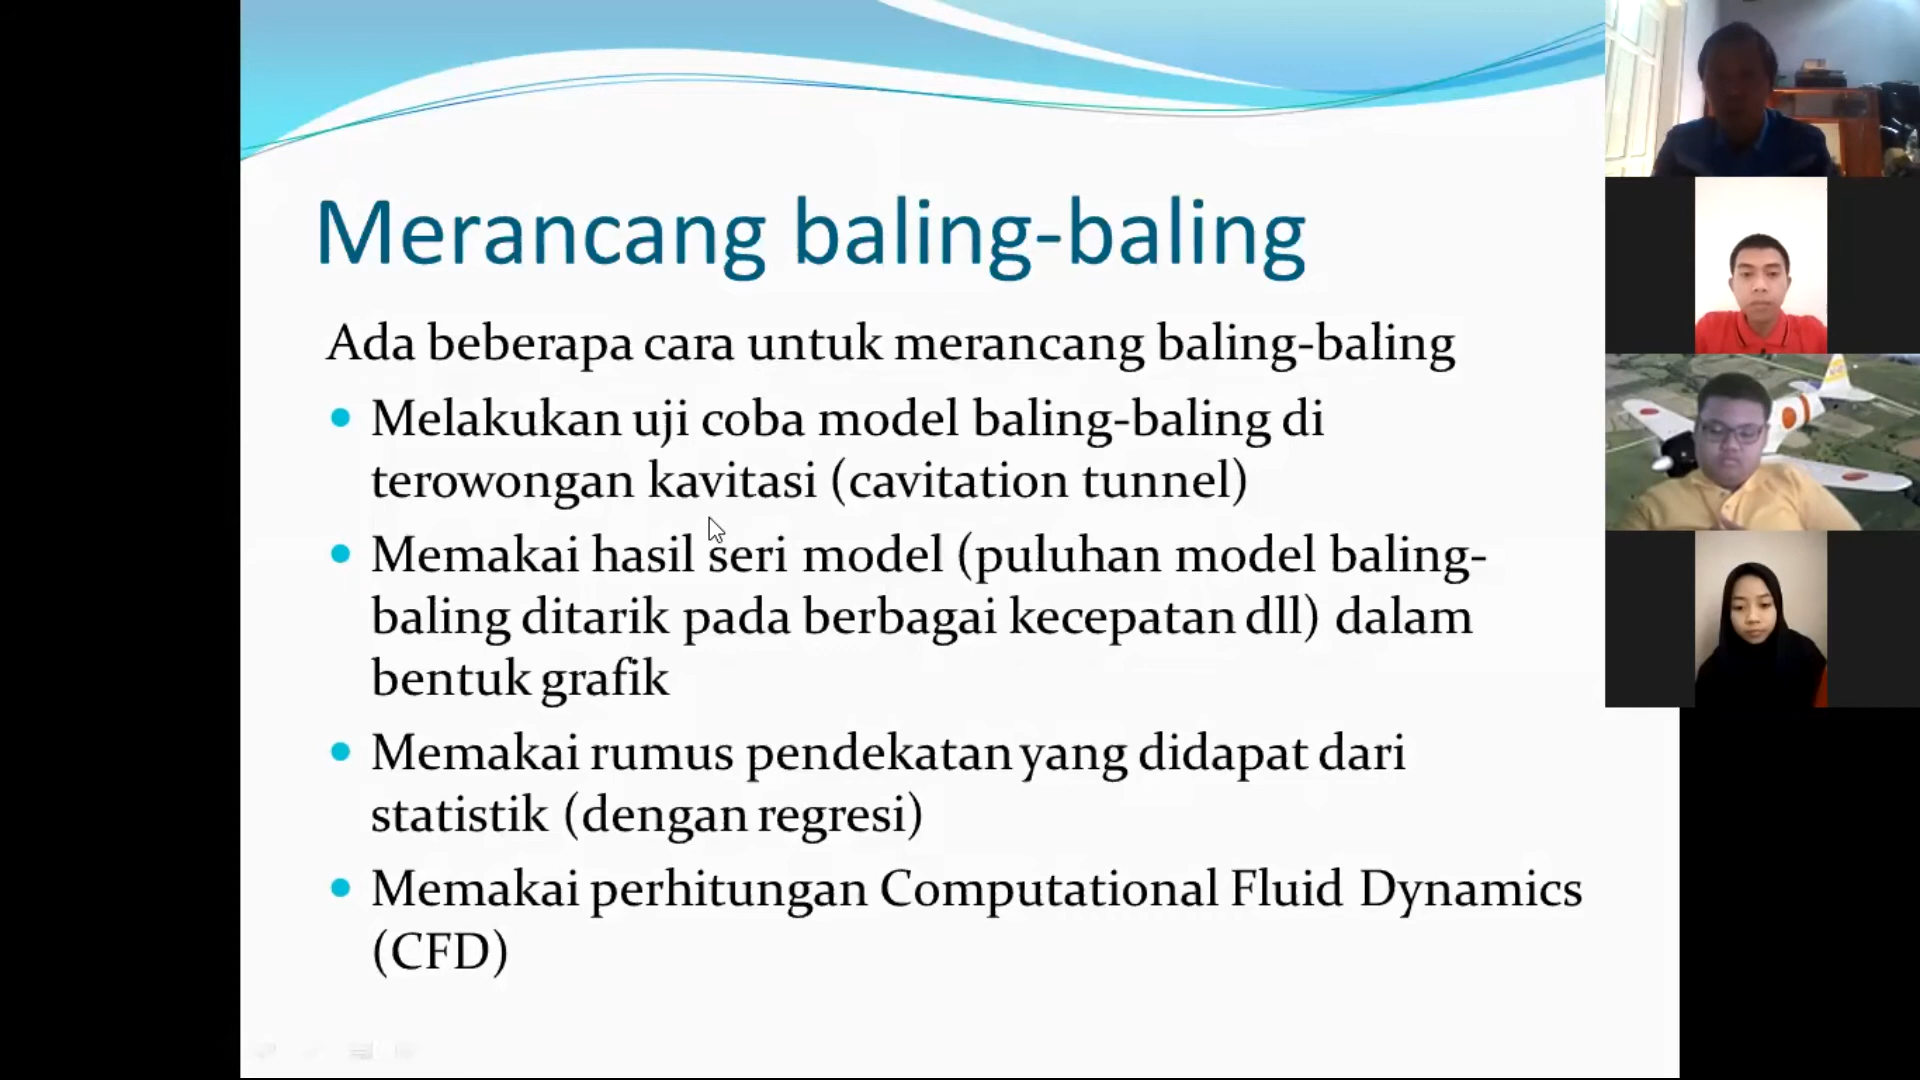 Merancang baling-baling
Ada beberapa cara untuk merancang baling-baling
Melakukan uji coba model baling-baling di
terowongan kavitasi (cavitation tunnel)
Memakai hasil seri model (puluhan model baling-
baling ditarik pada berbagai kecepatan dll) dalam
bentuk grafik
Memakai rumus pendekatan yang didapat dari
statistik (dengan regresi)
Memakai perhitungan Computational Fluid Dynamics
(CFD)